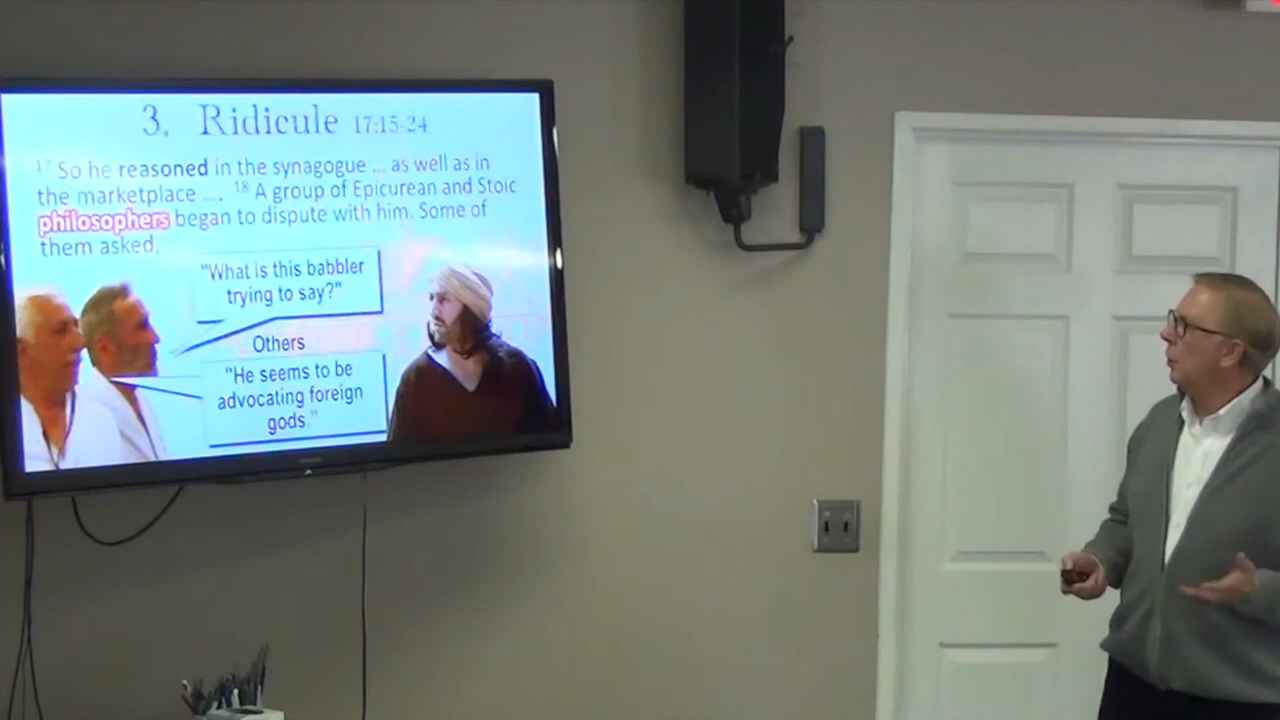 3. Ridicule 17:15-24
17 So he reasoned in the synagogue ... as well as in
the marketplace .... 18 A group of Epicurean and Stoic
philosophers began to dispute with him. Some of
them asked,
"What is this babbler
trying to say?"
Others
"He seems to be
advocating foreign
gods."